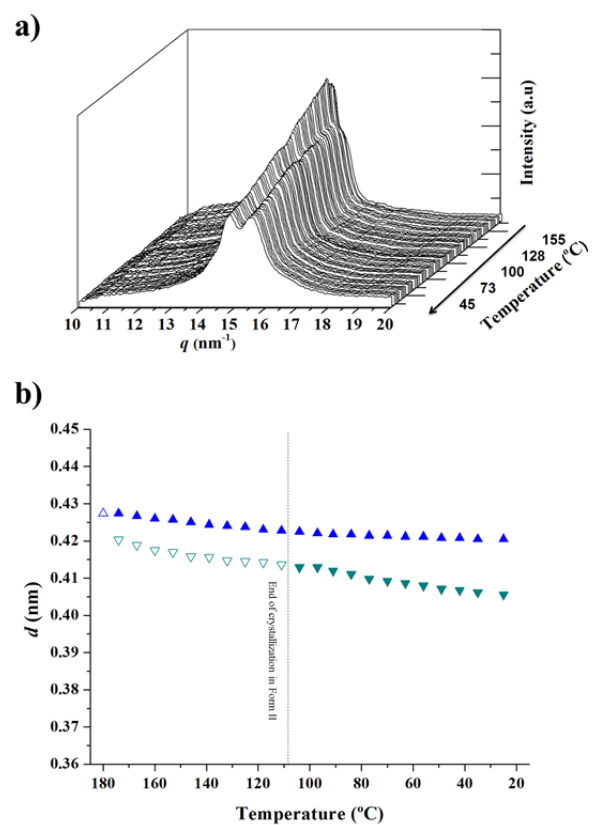 a)
Intensity (a.u)
10 11 12 13 14 15 16 17 18 19 20
q (nm-1)
155
128
100
73
45
Temperature (ºC)
b)
0.45
0.44
0.43
0.42
0.41
0.40
0.39
0.38
0.37
0.36
d (nm)
End of crystallization in Form II
180 160 140 120 100 80 60 40 20
Temperature (ºC)